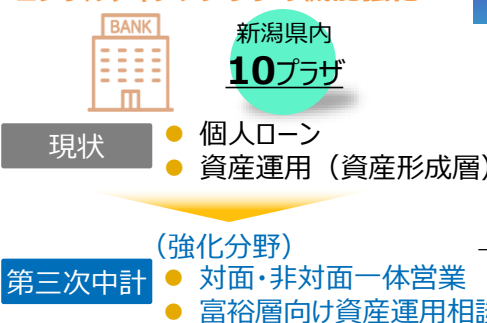 BANK
新潟県内
10プラザ
現状
● 個人ローン
● 資産運用（資産形成層）
（強化分野）
第三次中計
● 対面・非対面一体営業
● 富裕層向け資産運用相談